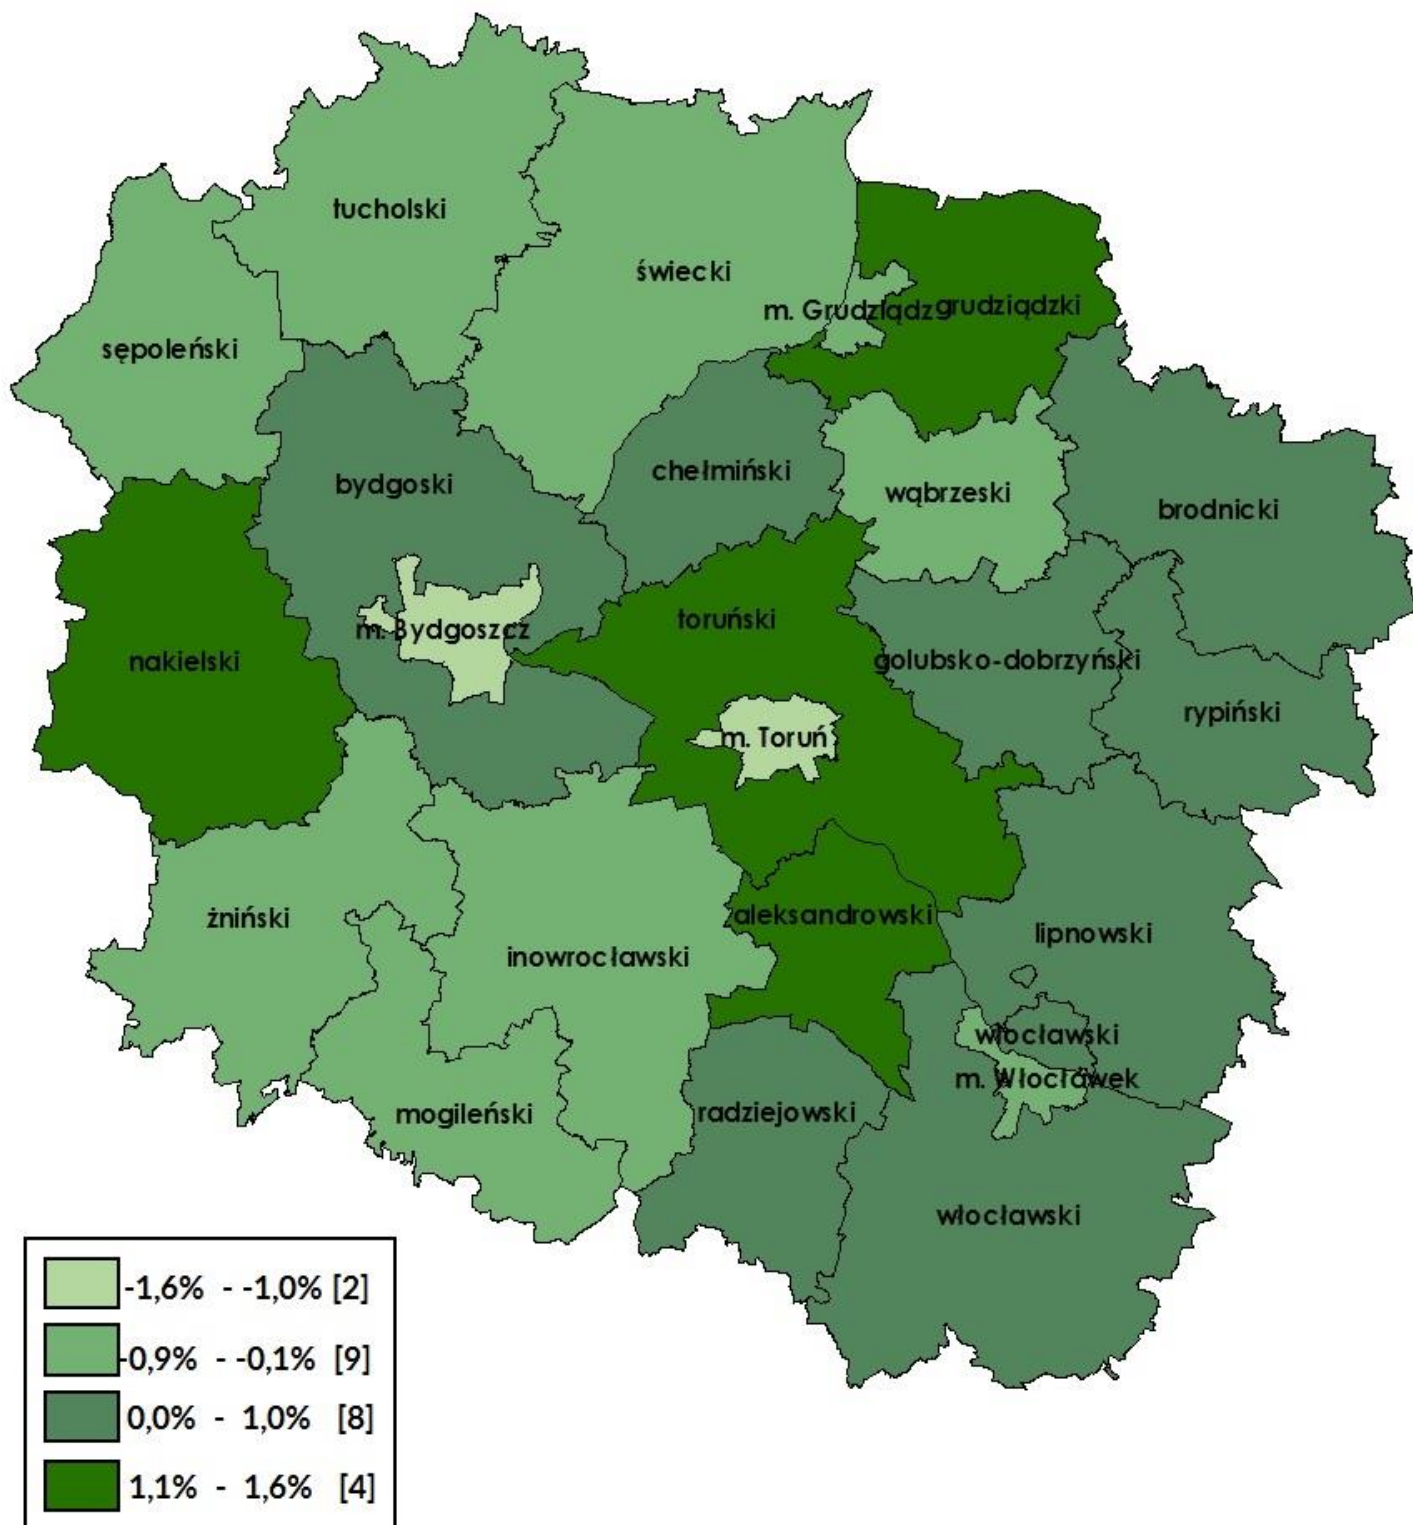 tucholski
świecki
m. Grudziądz
grudziądzki
sępoleński
bydgoski
chełmiński
wąbrzeski
brodnicki
m. Bydgoszcz
toruński
nakielski
golubsko-dobrzyński
rypiński
m. Toruń
żniński
aleksandrowski
lipnowski
inowrocławski
włocławski
m. Włocławek
mogileński
radziejowski
włocławski
-1,6% - -1,0% [2]
-0,9% - -0,1% [9]
0,0% - 1,0% [8]
1,1% - 1,6% [4]